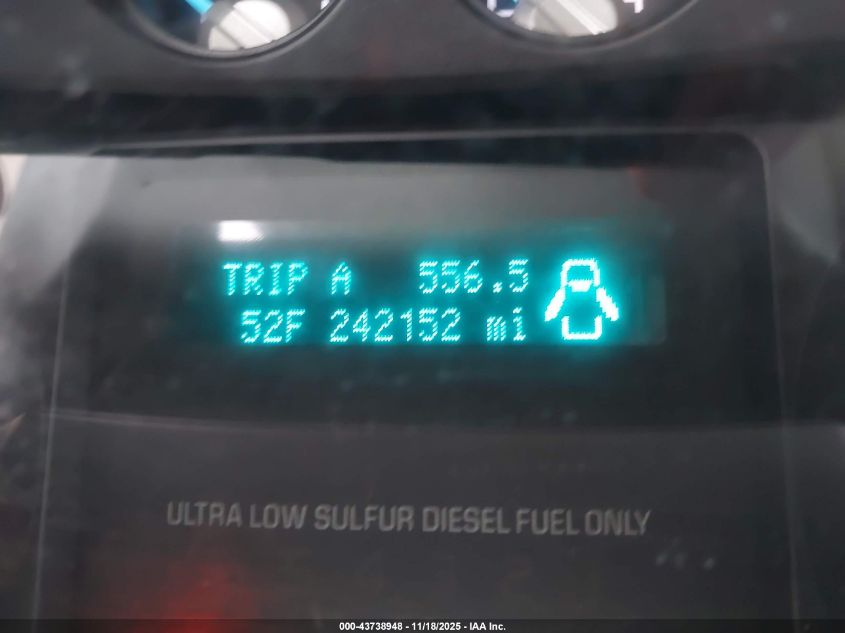 TRIP A 556.5
52F 242152 mi
ULTRA LOW SULFUR DIESEL FUEL ONLY
000-43738948 - 11/18/2025 - IAA Inc.